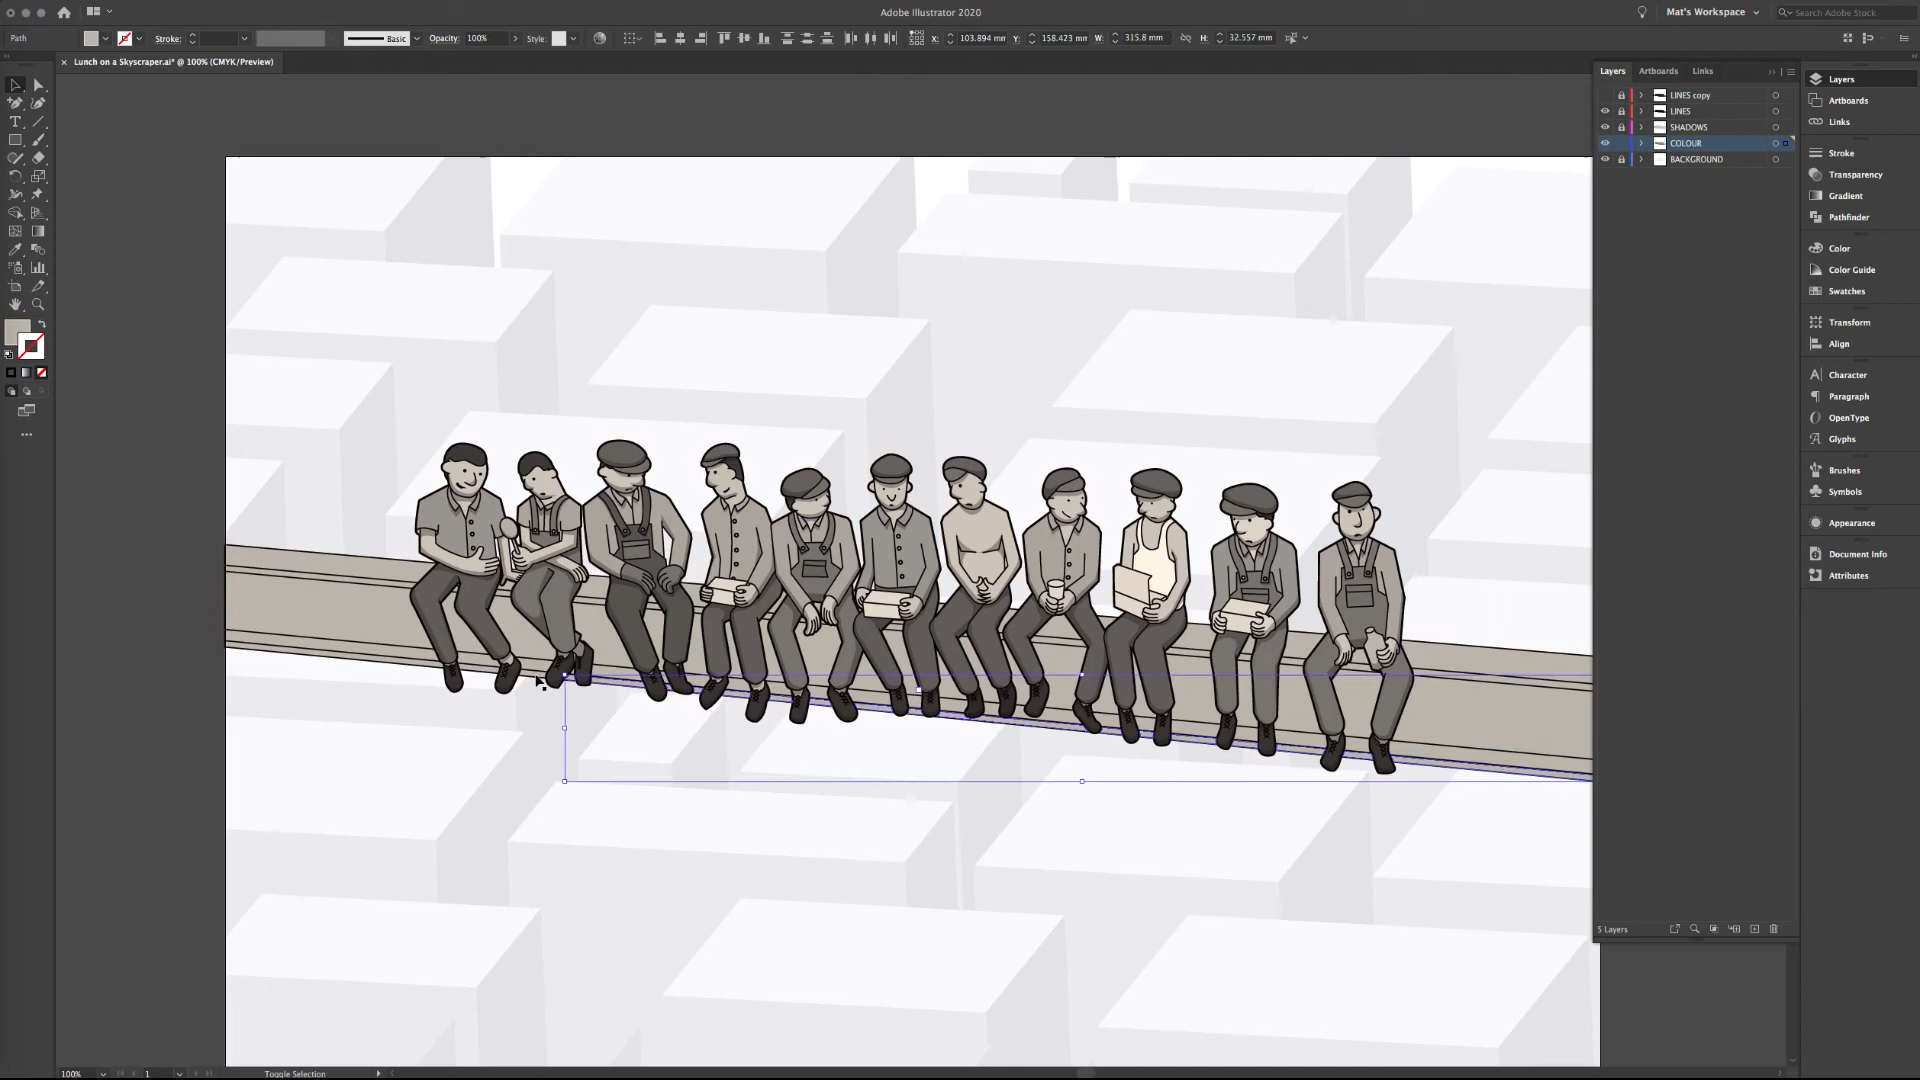 Adobe Illustrator 2020
Mat's Workspace
Search Adobe Stock
Path
Stroke:
Basic
Opacity:
100%
Style:
X:
103.894 mm
Y:
158.423 mm
W:
315.8 mm
H:
32.557 mm
Lunch on a Skyscraper.ai* @ 100% (CMYK/Preview)
Layers
Artboards
Links
LINES copy
LINES
SHADOWS
COLOUR
BACKGROUND
5 Layers
Layers
Artboards
Links
Stroke
Transparency
Gradient
Pathfinder
Color
Color Guide
Swatches
Transform
Align
Character
Paragraph
OpenType
Glyphs
Brushes
Symbols
Appearance
Document Info
Attributes
100%
1
Toggle Selection